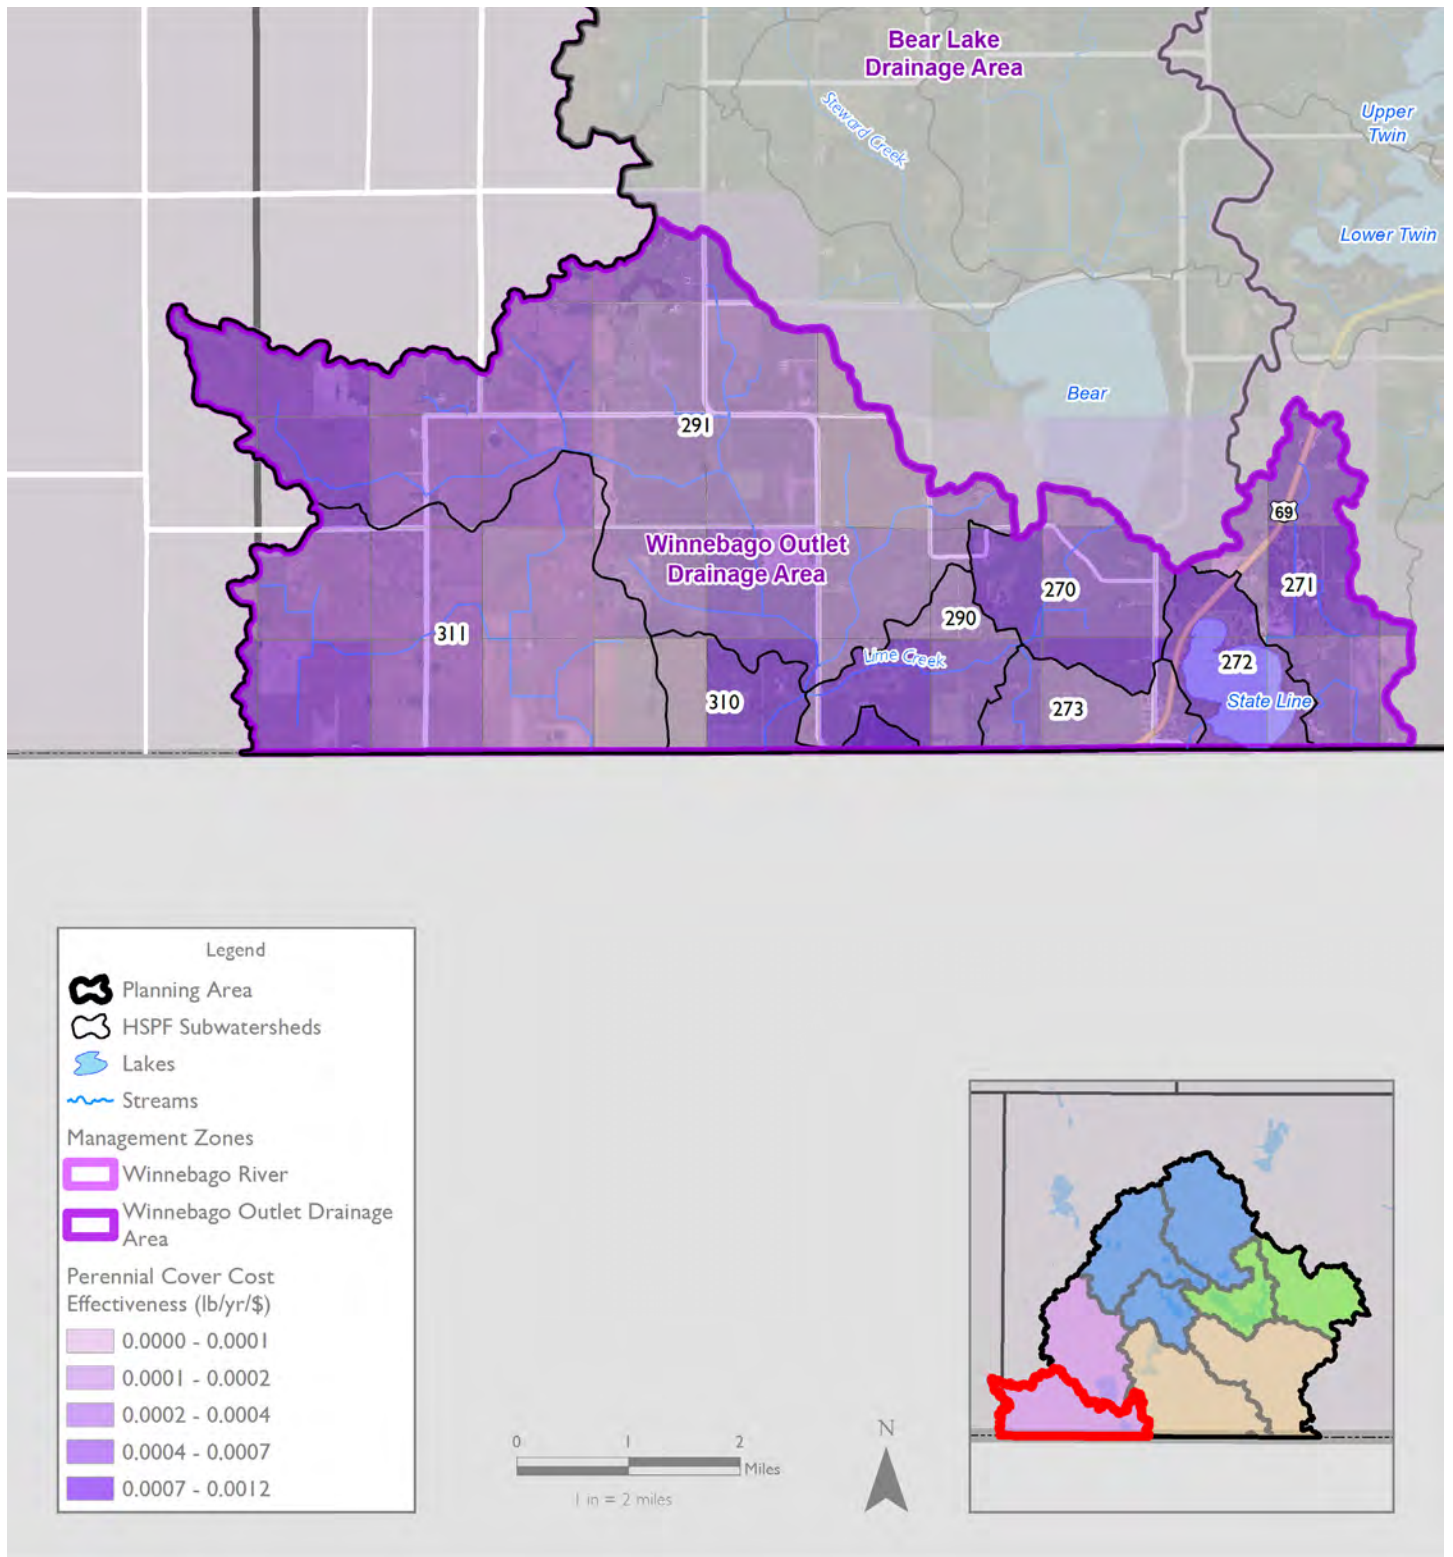 Bear Lake
Drainage Area
Steward Creek
Upper
Twin
Lower Twin
Bear
291
69
Winnebago Outlet
Drainage Area
270
271
290
311
Lime Creek
272
310
273
State Line
Legend
Planning Area
HSPF Subwatersheds
Lakes
Streams
Management Zones
Winnebago River
Winnebago Outlet Drainage
Area
Perennial Cover Cost
Effectiveness (lb/yr/$)
0.0000 - 0.0001
0.0001 - 0.0002
0.0002 - 0.0004
0.0004 - 0.0007
0.0007 - 0.0012
0 1 2
Miles
1 in = 2 miles
N